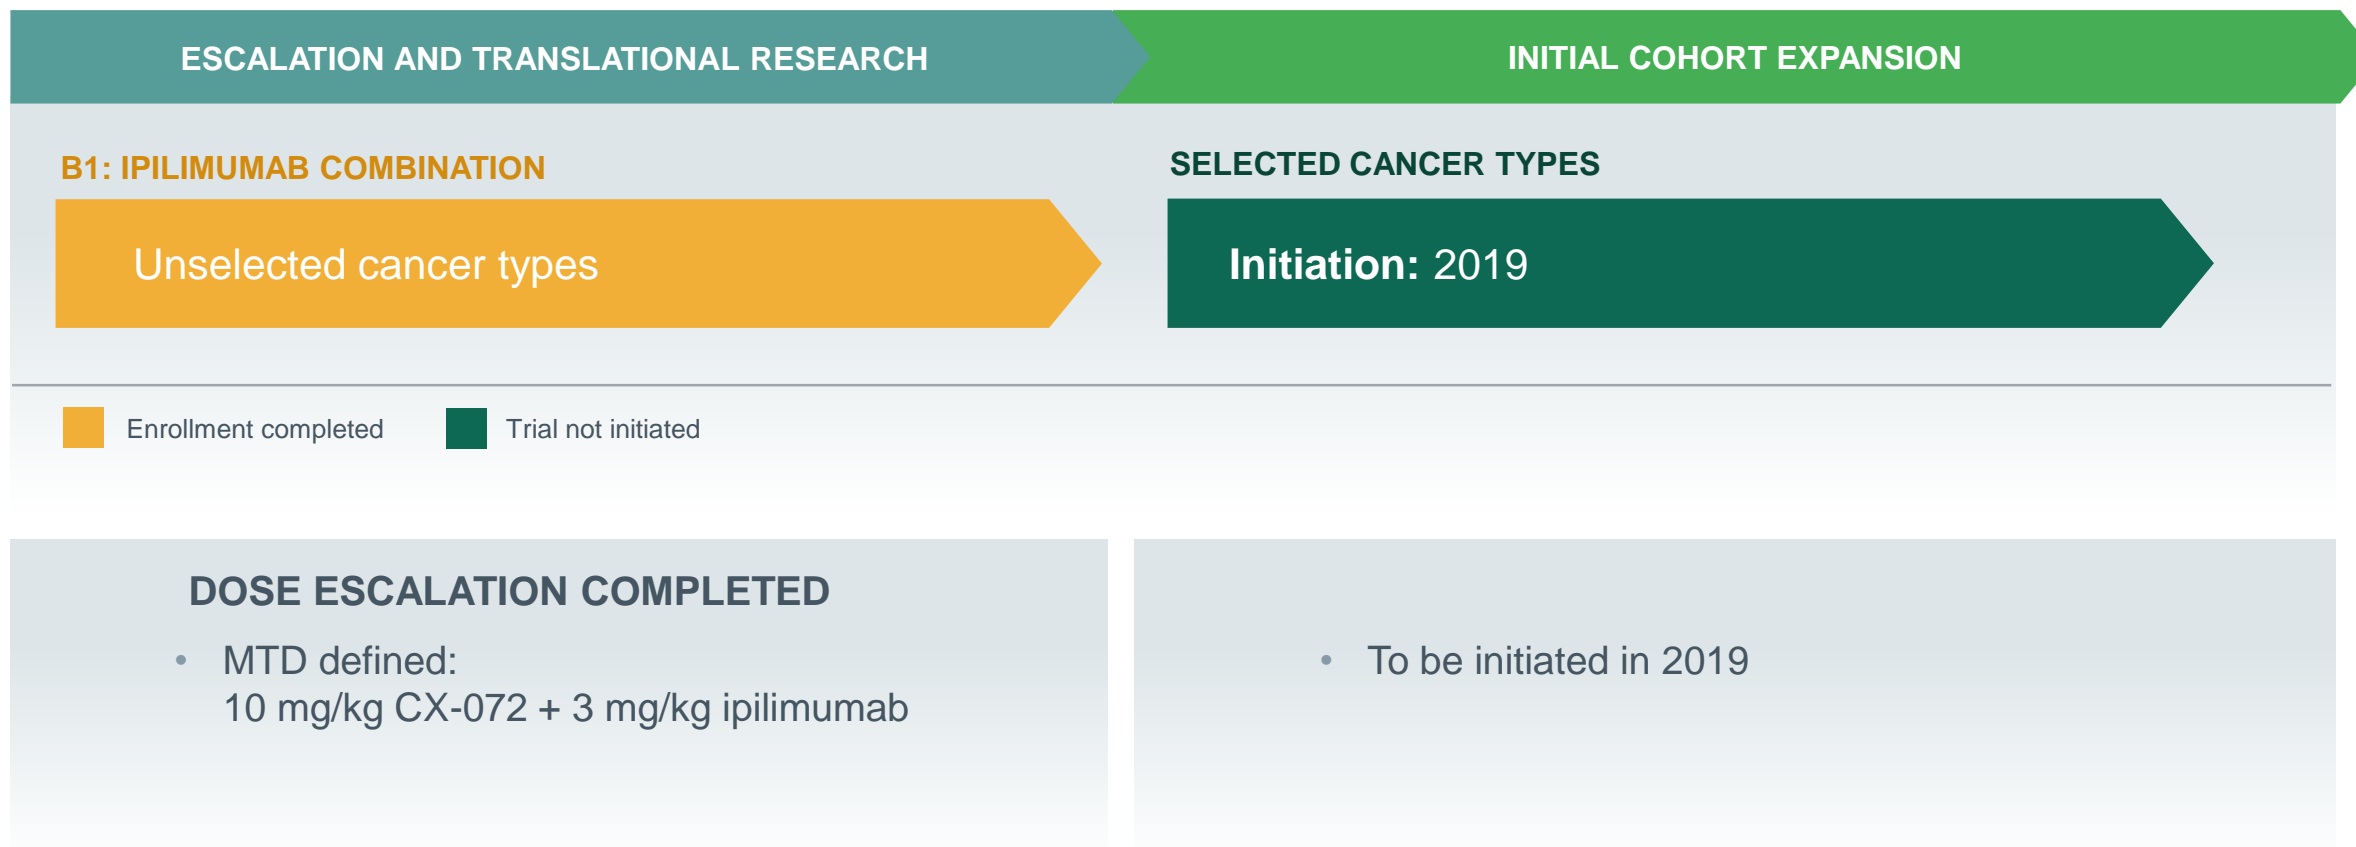 ESCALATION AND TRANSLATIONAL RESEARCH
INITIAL COHORT EXPANSION
B1: IPILIMUMAB COMBINATION
Unselected cancer types
SELECTED CANCER TYPES
Initiation: 2019
Enrollment completed
Trial not initiated
DOSE ESCALATION COMPLETED
• MTD defined:
10 mg/kg CX-072 + 3 mg/kg ipilimumab
• To be initiated in 2019